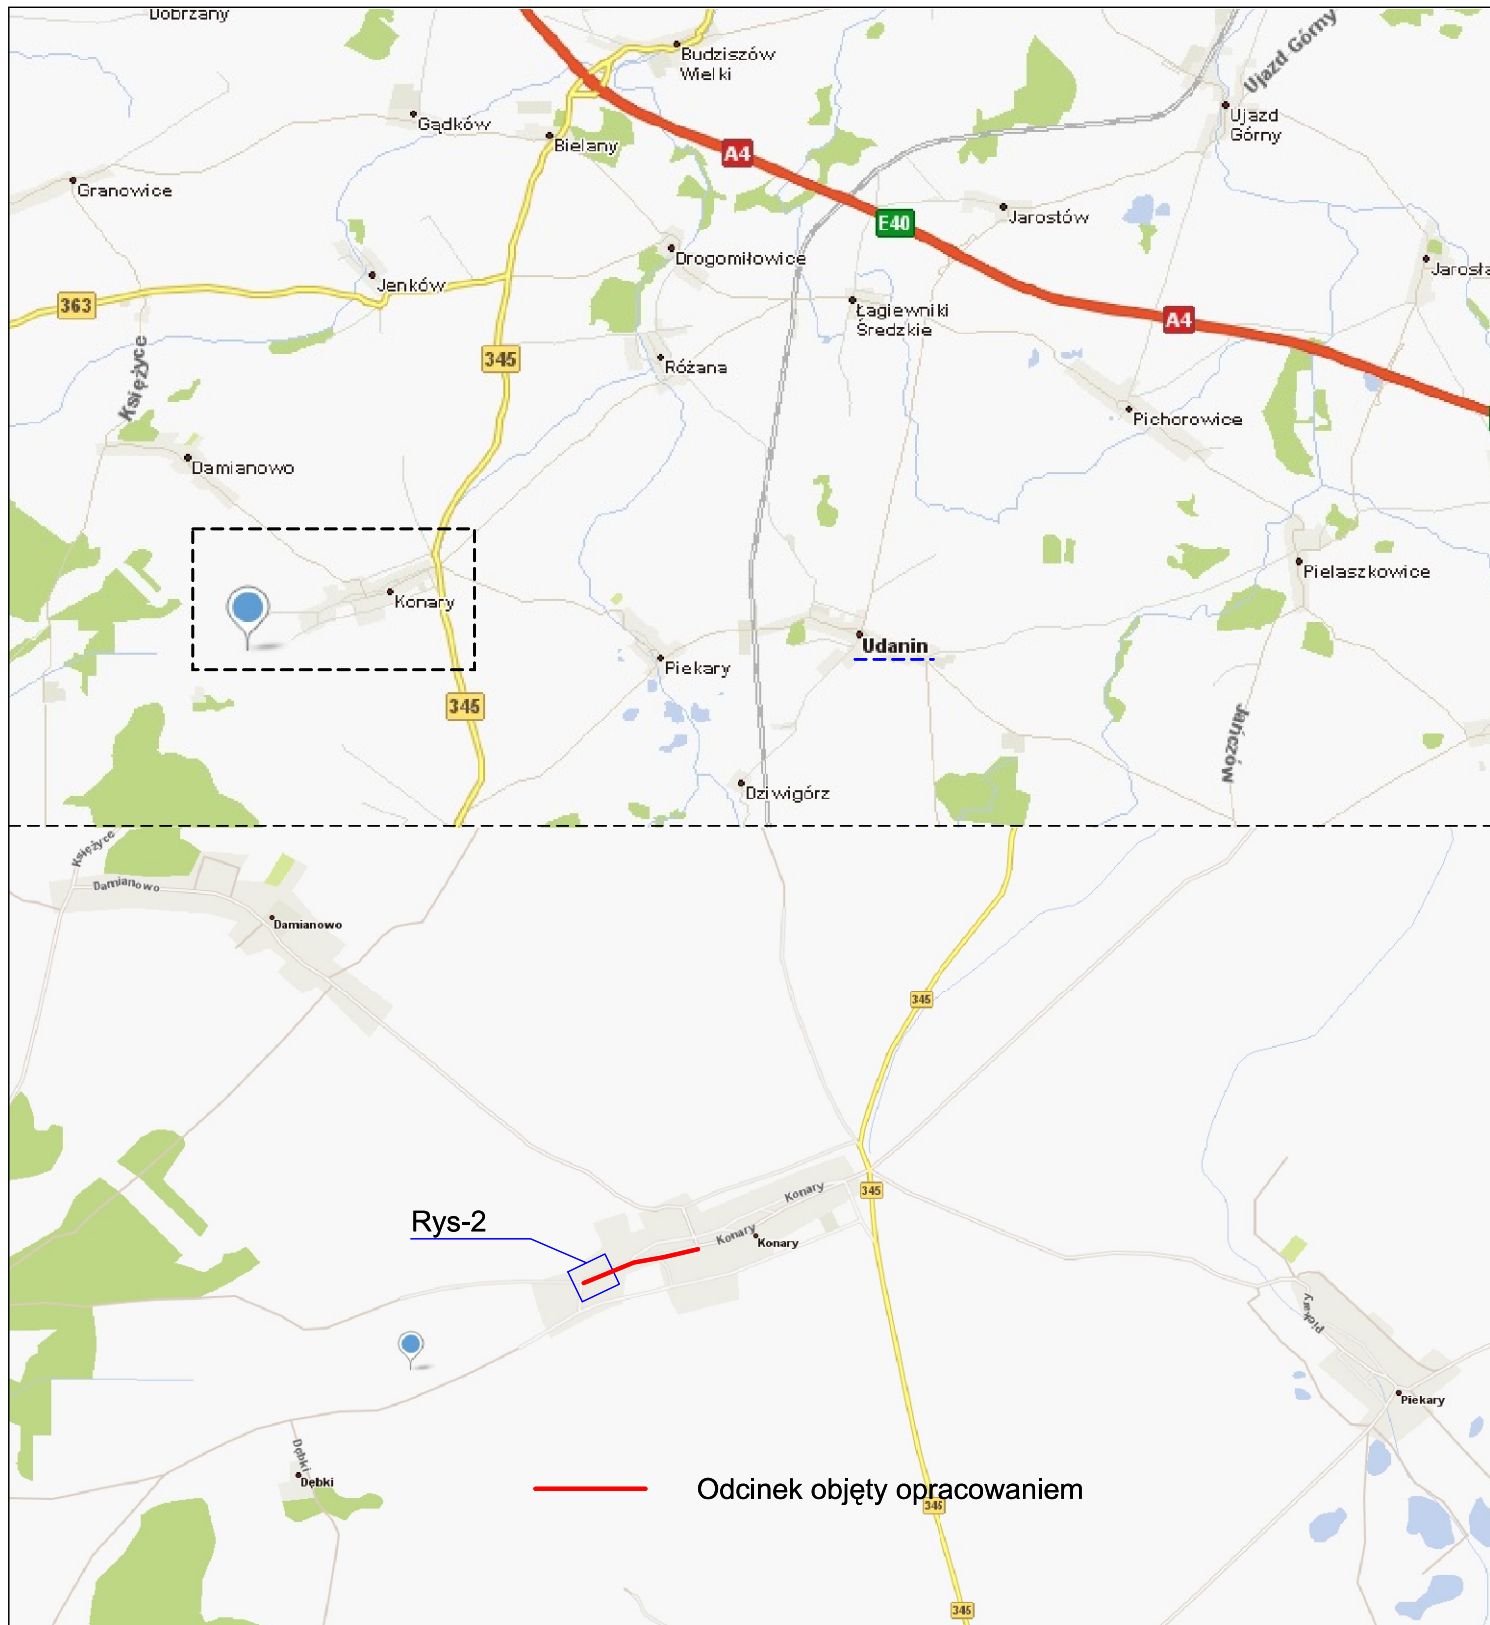 Dobrzany
Budziszów
Wielki
Ujazd Górny
Gądków
Bielany
Ujazd
Górny
A4
Granowice
Jarostów
E40
Drogomiłowice
Jenków
Jarosła
363
Łagiewniki
Średzkie
A4
345
Różana
Księżyce
Pichorowice
Damianowo
Pielaszkowice
Konary
Udanin
Piekary
345
Jańczów
Dziwigórz
Księżyce
Damianowo
Damianowo
345
Konary
345
Rys-2
Konary
Konary
Piekary
Piekary
Dębki
Dębki
Odcinek objęty opracowaniem
345
345